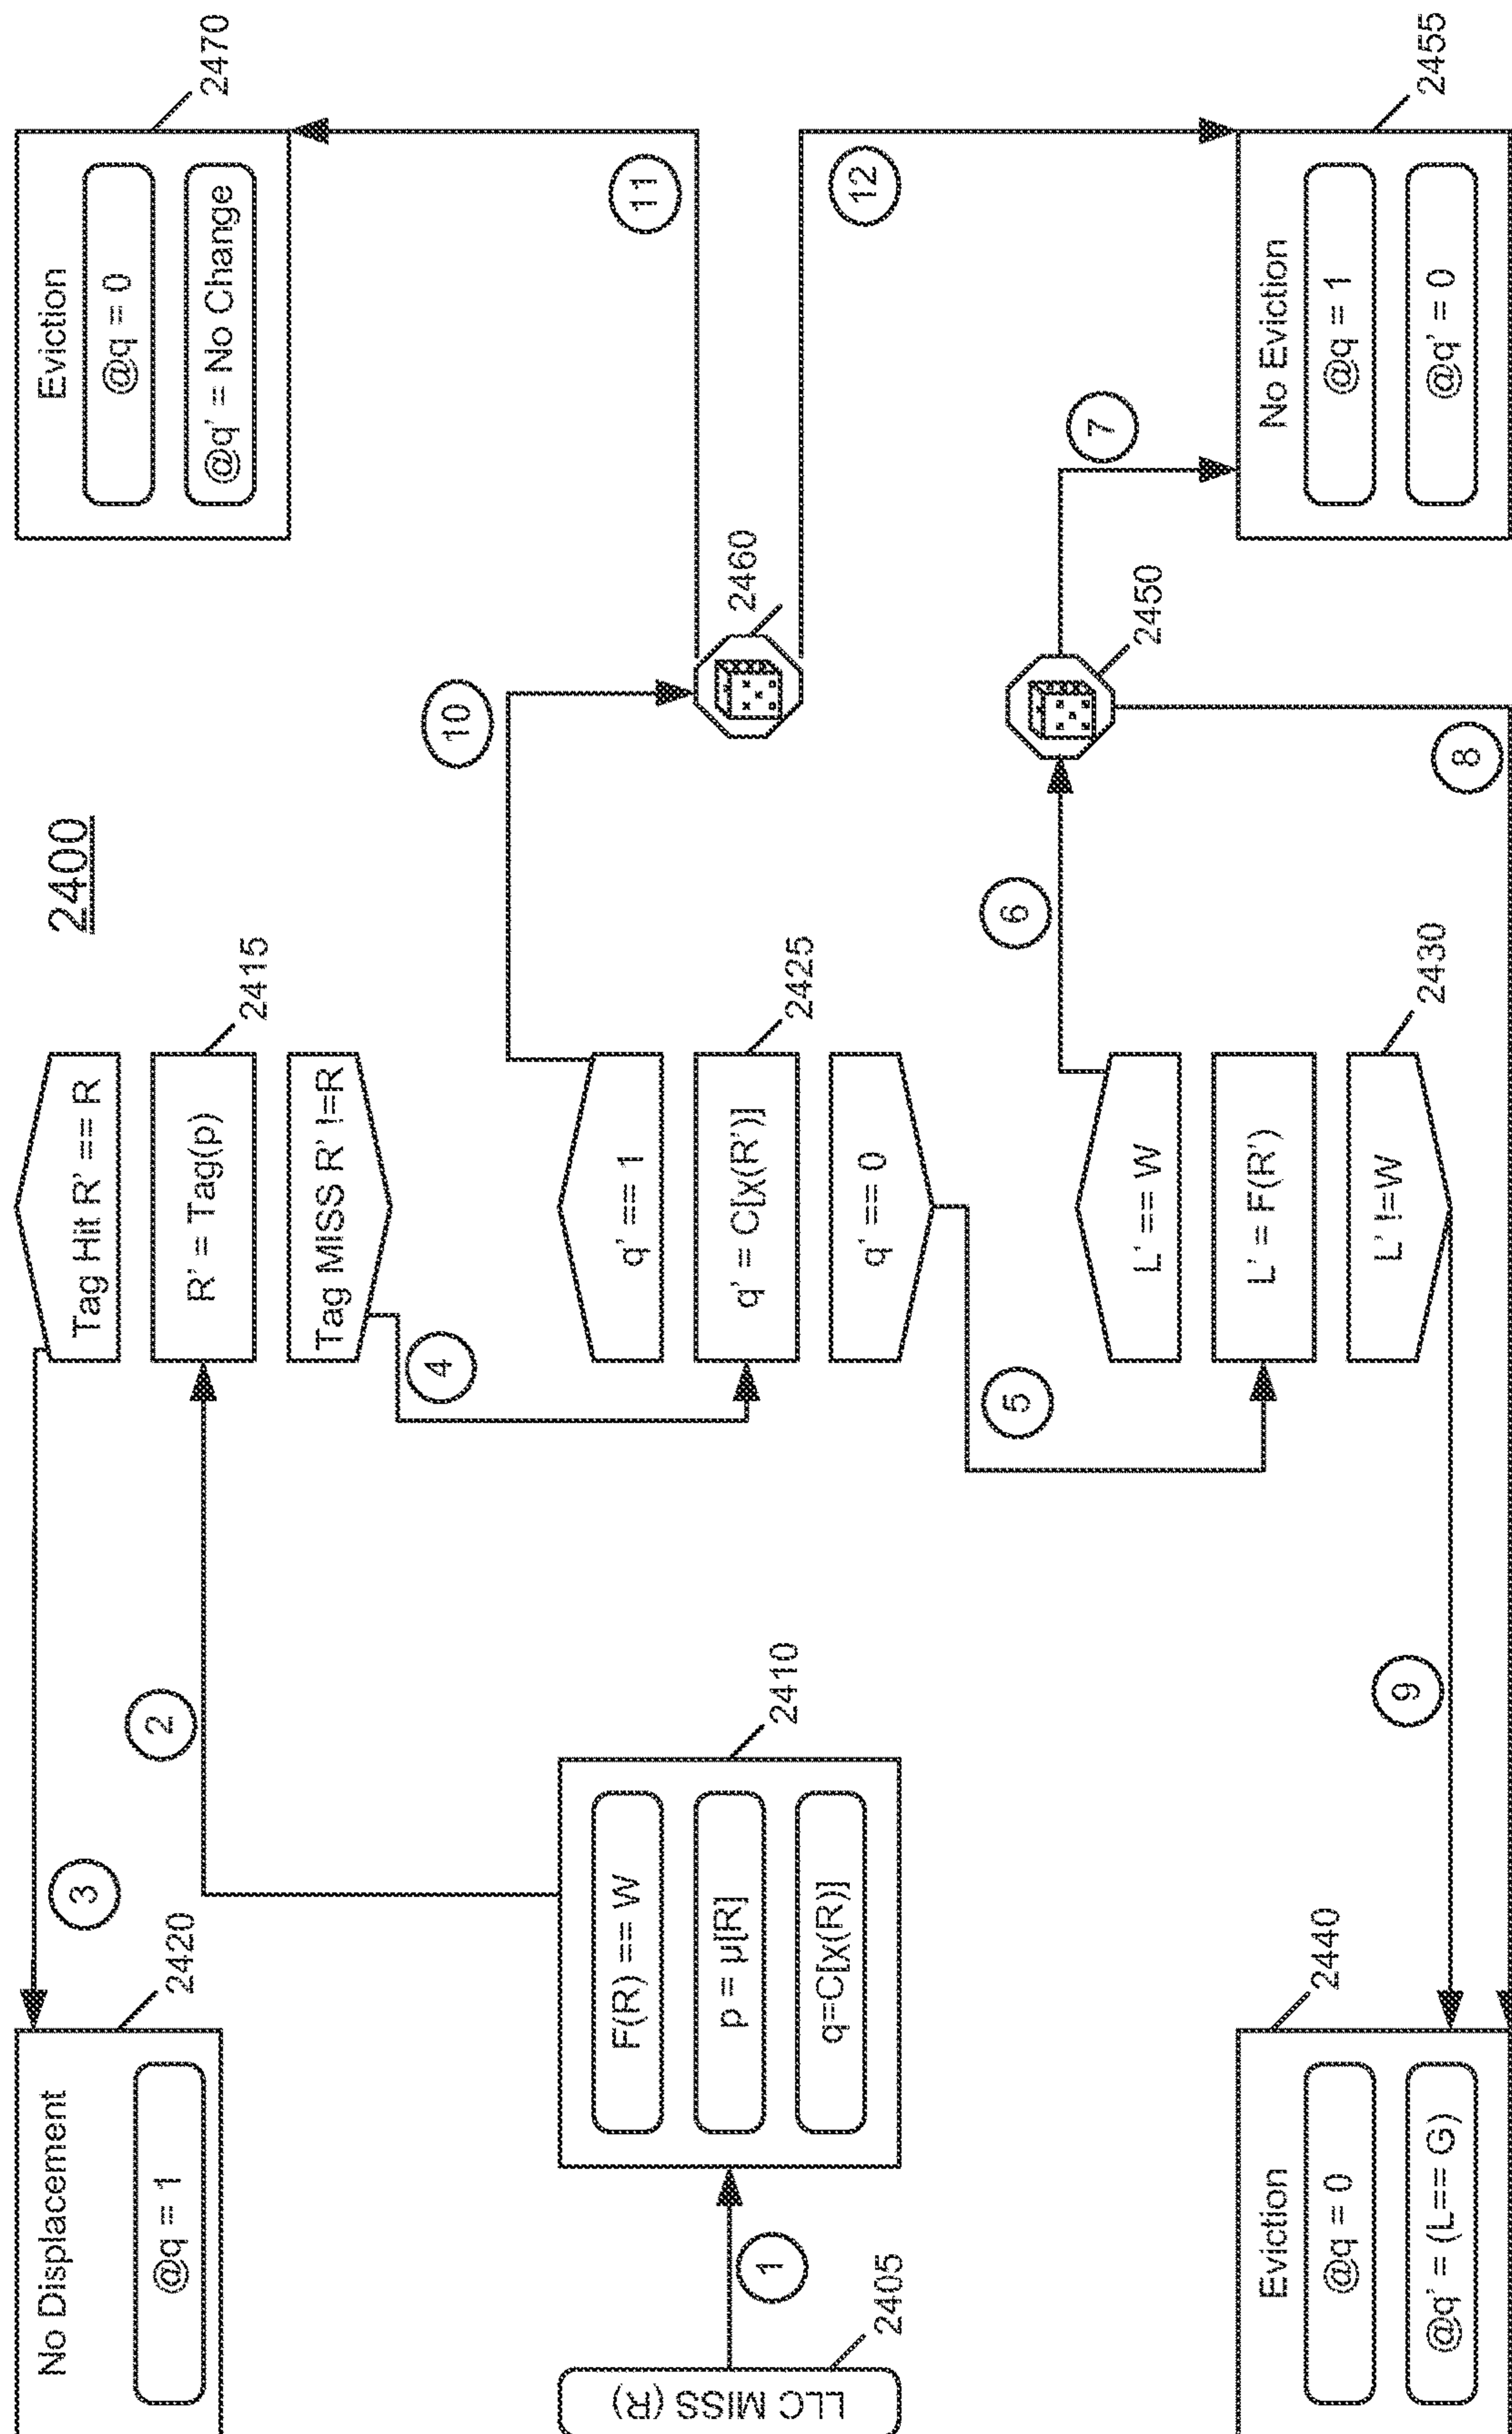 2400
LLC MISS (R)
2405
1
F(R) == W
p = µ[R]
q=C[χ(R)]
2410
2
Tag Hit R' == R
R' = Tag(p)
2415
Tag MISS R' !=R
3
No Displacement
@q = 1
2420
4
q' == 1
q' = C[χ(R')]
2425
q' == 0
5
L' == W
L' = F(R')
L' !=W
2430
6
2450
7
No Eviction
@q = 1
@q' = 0
2455
8
9
Eviction
@q = 0
@q' = (L== G)
2440
10
2460
11
Eviction
@q = 0
@q' = No Change
2470
12